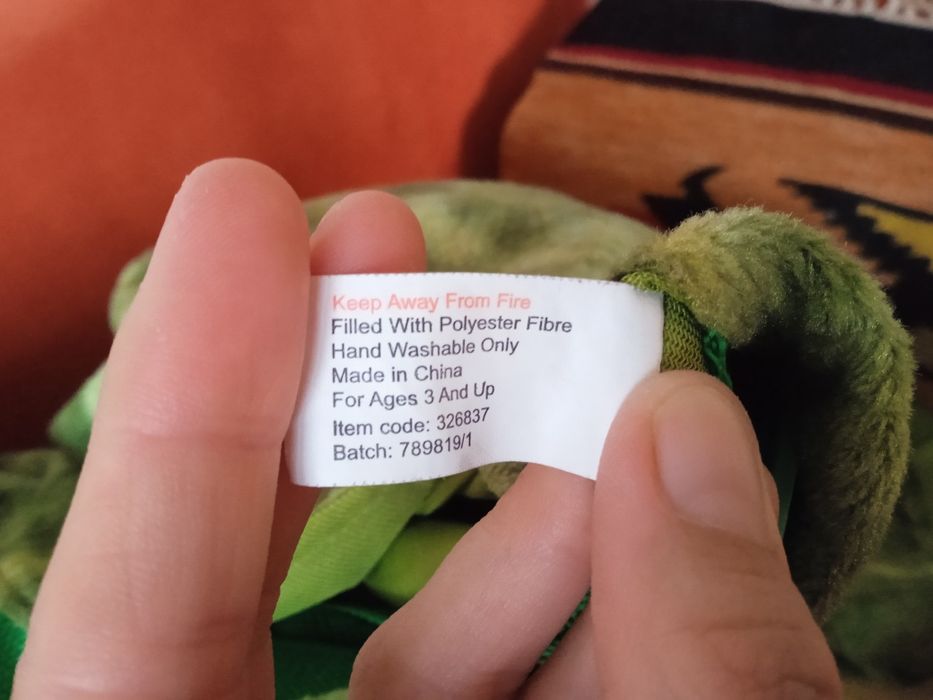 Keep Away From Fire
Filled With Polyester Fibre
Hand Washable Only
Made in China
For Ages 3 And Up
Item code: 326837
Batch: 789819/1